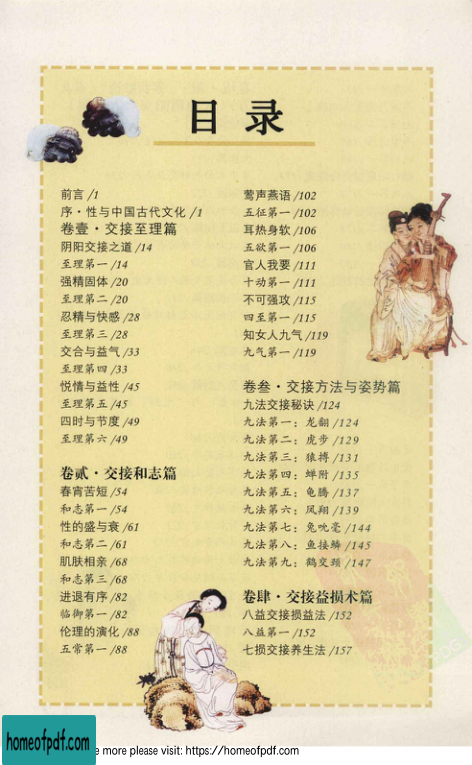 目录
前言 /1
序·性与中国古代文化 /1
卷壹·交接至理篇
阴阳交接之道 /14
至理第一 /14
强精固体 /20
至理第二 /20
忍精与快感 /28
至理第三 /28
交合与益气 /33
至理第四 /33
悦情与益性 /45
至理第五 /45
四时与节度 /49
至理第六 /49
卷贰·交接和志篇
春宵苦短 /54
和志第一 /54
性的盛与衰 /61
和志第二 /61
肌肤相亲 /68
和志第三 /68
进退有序 /82
临御第一 /82
伦理的演化 /88
五常第一 /88
莺声燕语 /102
五征第一 /102
耳热身软 /106
五欲第一 /106
官人我要 /111
十动第一 /111
不可强攻 /115
四至第一 /115
知女人九气 /119
九气第一 /119
卷叁·交接方法与姿势篇
九法交接秘诀 /124
九法第一：龙翻 /124
九法第二：虎步 /129
九法第三：猿搏 /131
九法第四：蝉附 /135
九法第五：龟腾 /137
九法第六：凤翔 /139
九法第七：兔吮毫 /144
九法第八：鱼接鳞 /145
九法第九：鹤交颈 /147
卷肆·交接益损术篇
八益交接损益法 /152
八益第一 /152
七损交接养生法 /157
homeofpdf.com
e more please visit: https://homeofpdf.com